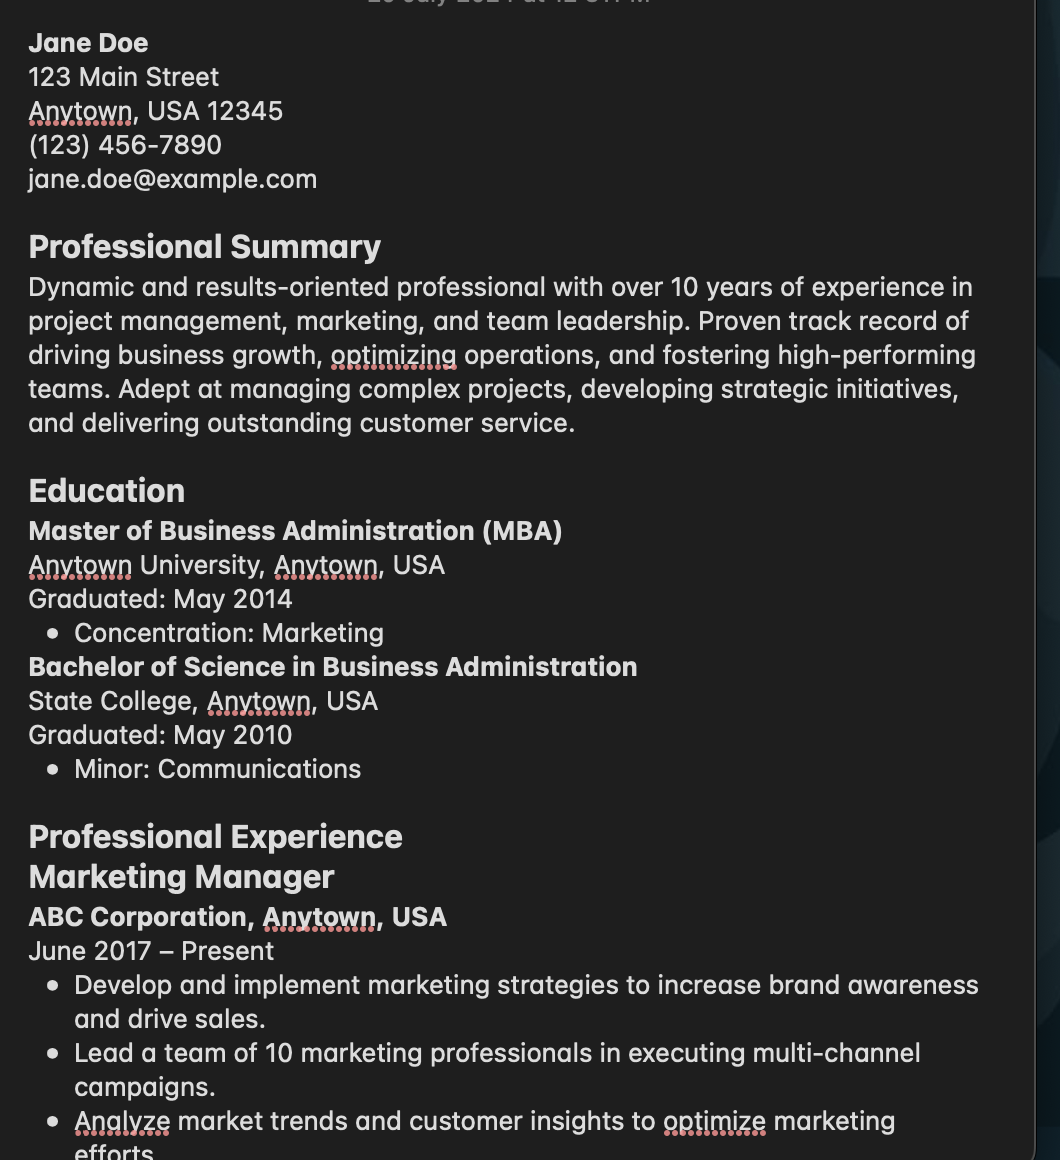 Jane Doe
123 Main Street
Anytown, USA 12345
(123) 456-7890
jane.doe@example.com
Professional Summary
Dynamic and results-oriented professional with over 10 years of experience in
project management, marketing, and team leadership. Proven track record of
driving business growth, optimizing operations, and fostering high-performing
teams. Adept at managing complex projects, developing strategic initiatives,
and delivering outstanding customer service.
Education
Master of Business Administration (MBA)
Anytown University, Anytown, USA
Graduated: May 2014
• Concentration: Marketing
Bachelor of Science in Business Administration
State College, Anytown, USA
Graduated: May 2010
• Minor: Communications
Professional Experience
Marketing Manager
ABC Corporation, Anytown, USA
June 2017 – Present
• Develop and implement marketing strategies to increase brand awareness
and drive sales.
• Lead a team of 10 marketing professionals in executing multi-channel
campaigns.
• Analyze market trends and customer insights to optimize marketing
efforts